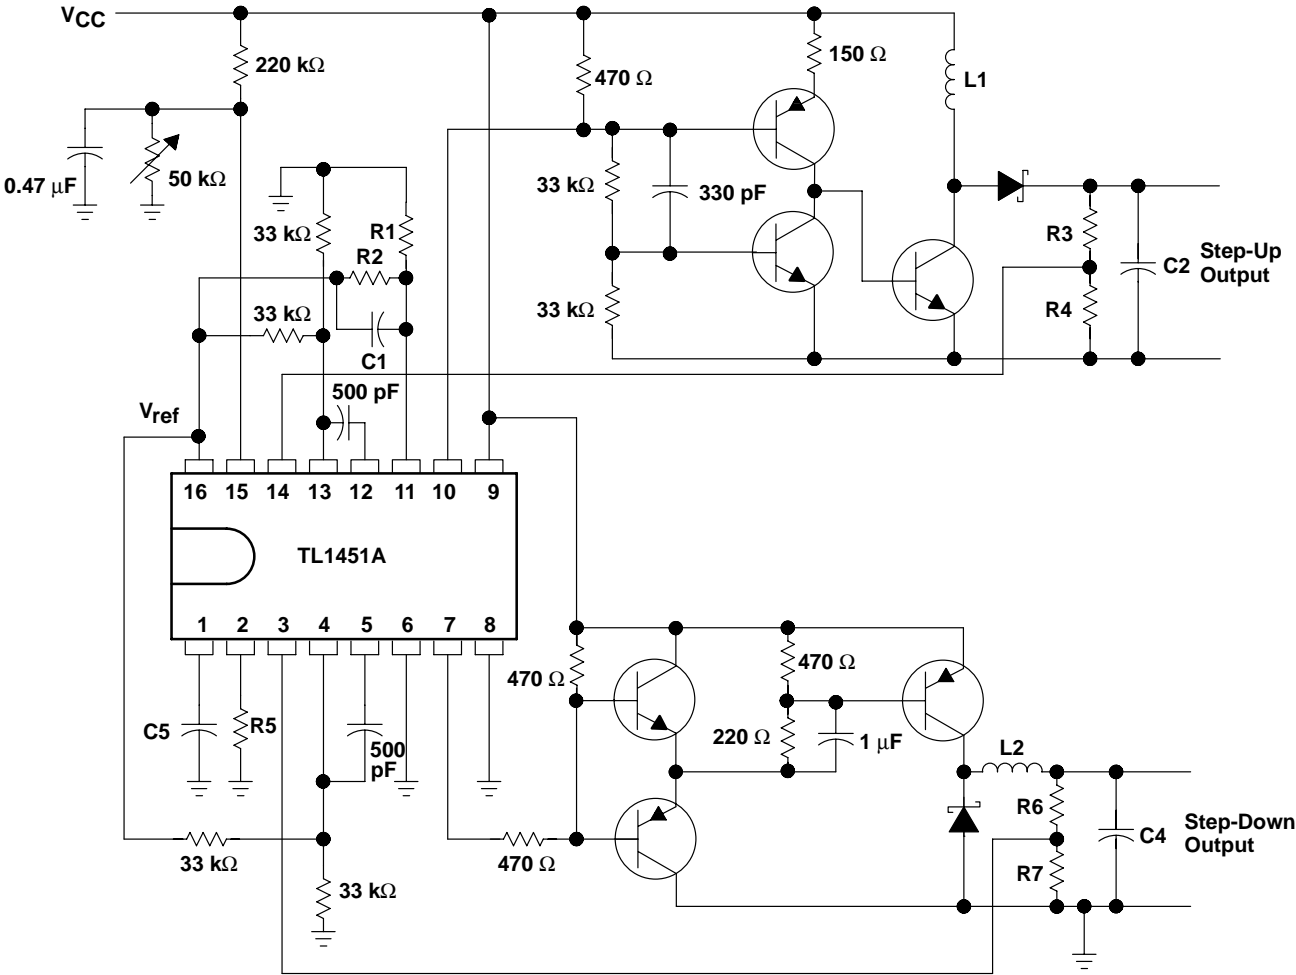 VCC
220 kΩ
470 Ω
150 Ω
L1
0.47 μF
50 kΩ
33 kΩ
330 pF
33 kΩ
R1
R2
R3
C2
Step-Up
Output
33 kΩ
33 kΩ
R4
C1
500 pF
Vref
16 15 14 13 12 11 10 9
TL1451A
1 2 3 4 5 6 7 8
470 Ω
470 Ω
C5
R5
500
pF
220 Ω
1 μF
L2
R6
C4
Step-Down
Output
33 kΩ
470 Ω
R7
33 kΩ